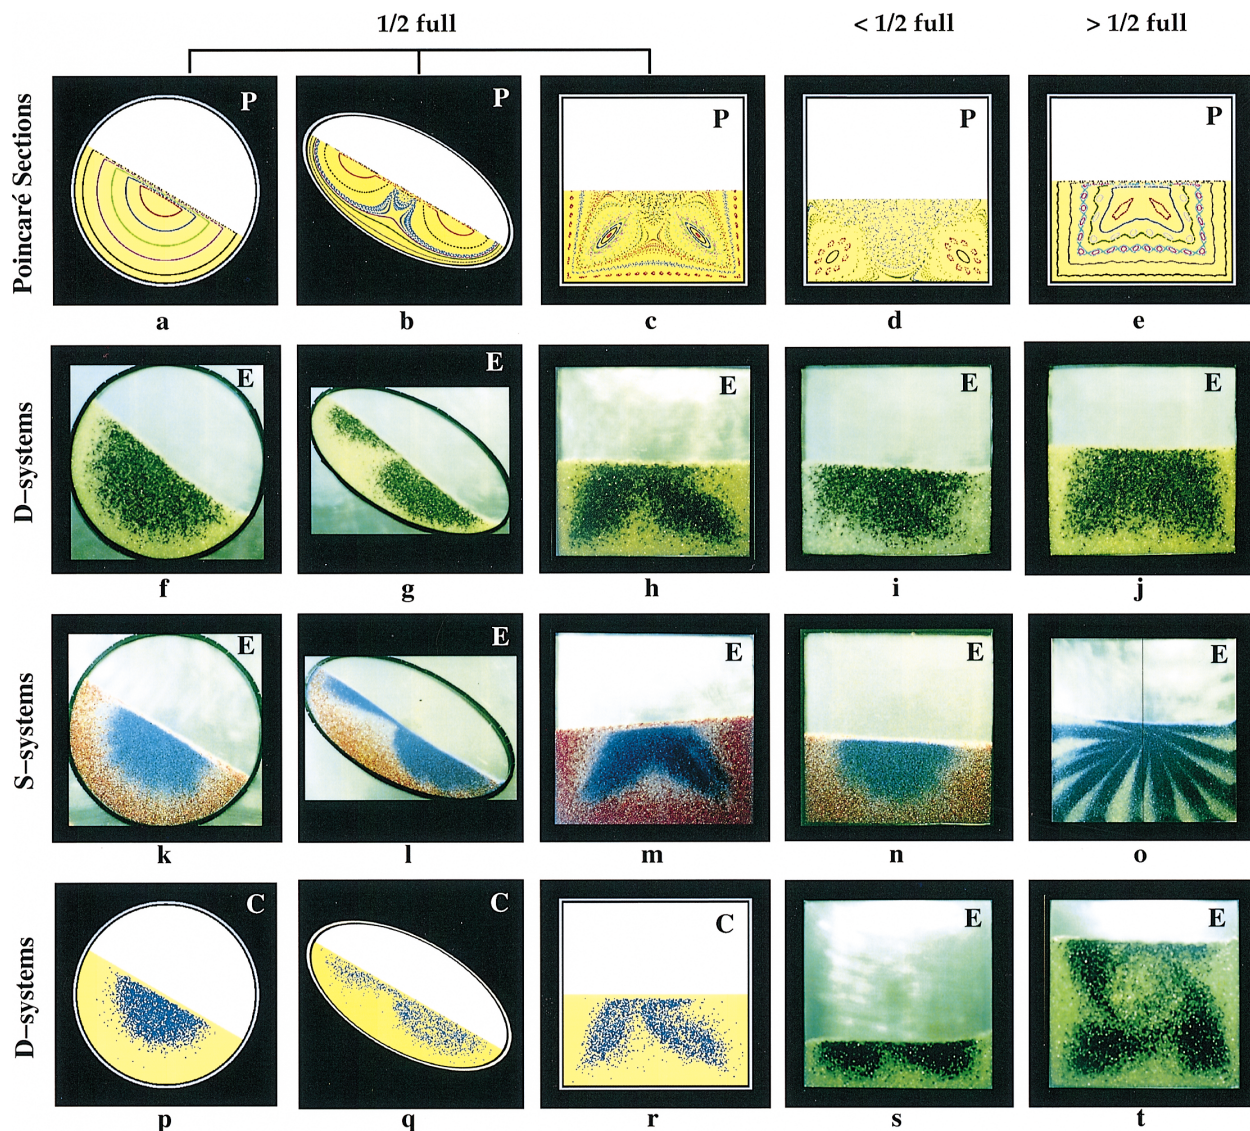 1/2 full
< 1/2 full
> 1/2 full
Poincaré Sections
P
P
P
P
P
a
b
c
d
e
D–systems
E
E
E
E
E
f
g
h
i
j
S–systems
E
E
E
E
E
k
l
m
n
o
D–systems
C
C
C
E
E
p
q
r
s
t